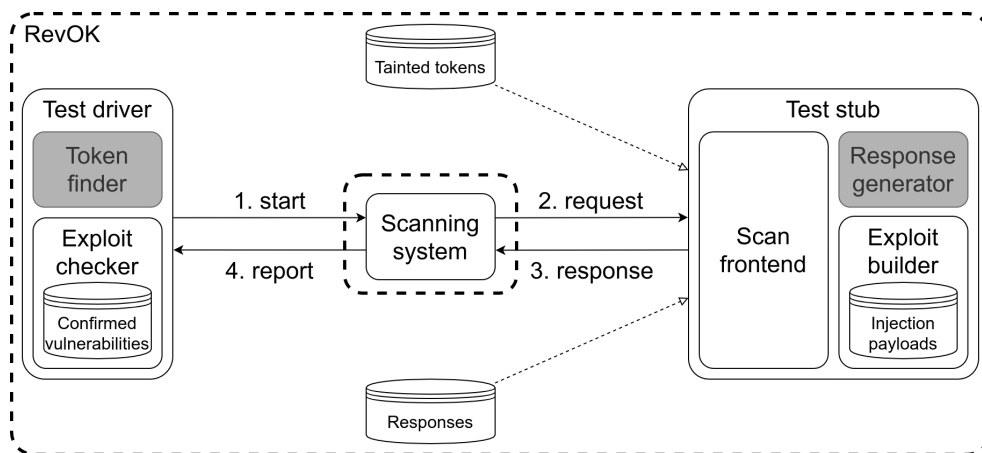 RevOK
Tainted tokens
Test driver
Token
finder
Exploit
checker
Confirmed
vulnerabilities
1. start
4. report
Scanning
system
2. request
3. response
Test stub
Scan
frontend
Response
generator
Exploit
builder
Injection
payloads
Responses